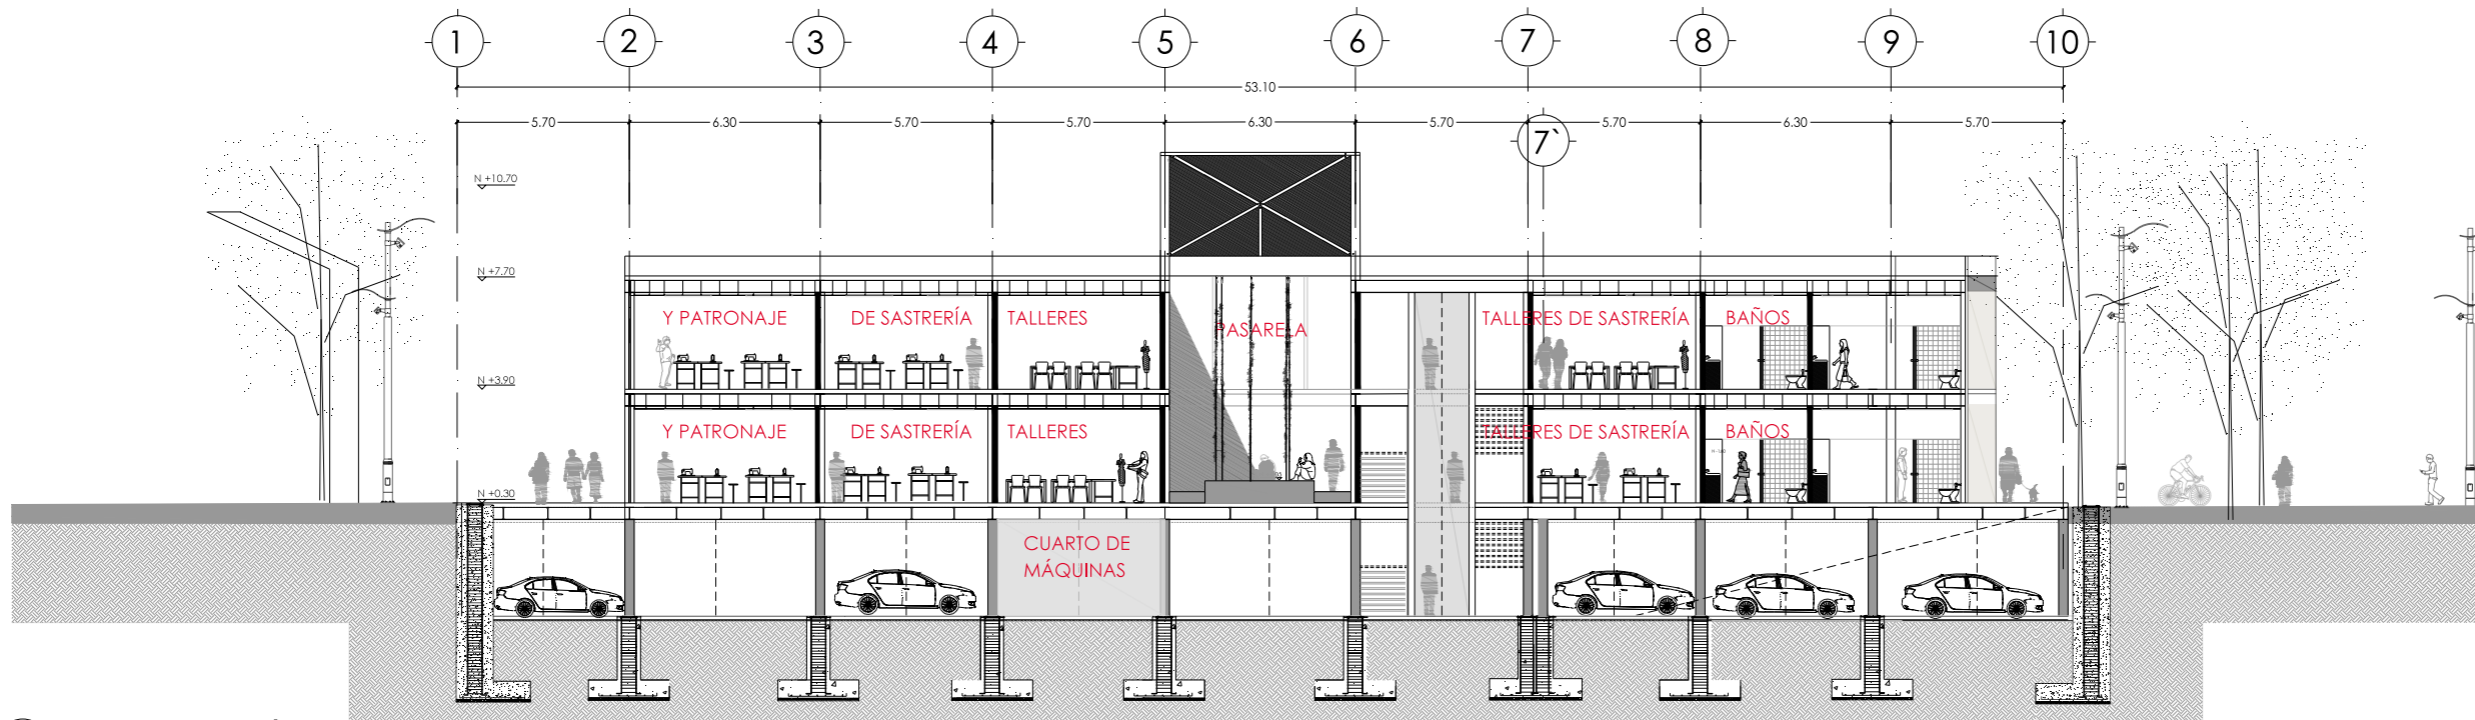 1 2 3 4 5 6 7 8 9 10
53.10
5.70 6.30 5.70 5.70 6.30 5.70 5.70 6.30 5.70
7`
N +10.70
N +7.70
Y PATRONAJE DE SASTRERÍA TALLERES PASARELA TALLERES DE SASTRERÍA BAÑOS
N +3.90
Y PATRONAJE DE SASTRERÍA TALLERES TALLERES DE SASTRERÍA BAÑOS
N +0.30
CUARTO DE
MÁQUINAS